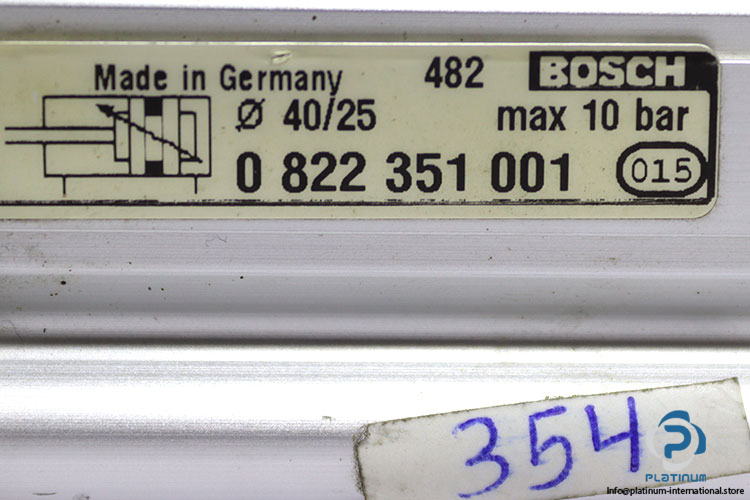 Made in Germany 482 BOSCH
Ø 40/25 max 10 bar
0 822 351 001 015
354
PLATINUM
info@platinum-international.store